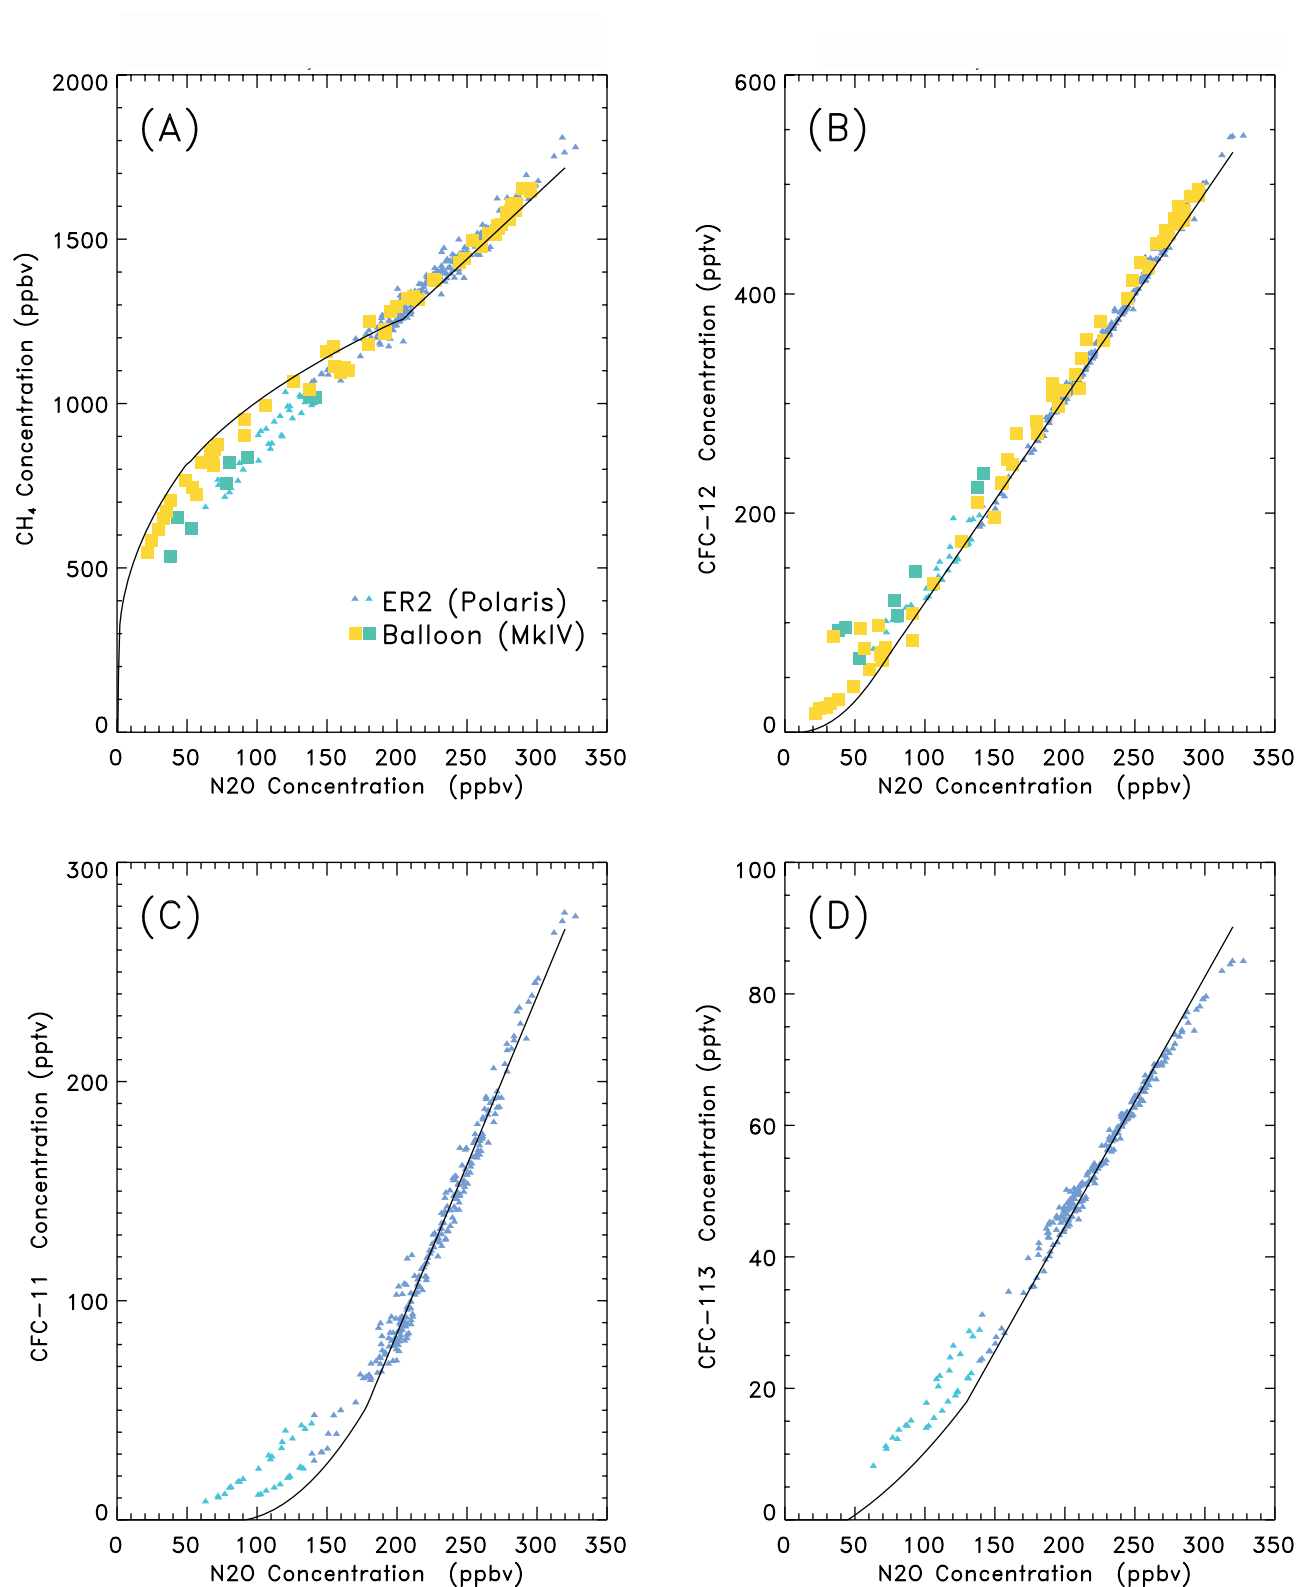 (A)
2000
1500
1000
500
0
CH₄ Concentration (ppbv)
ER2 (Polaris)
Balloon (MkIV)
0 50 100 150 200 250 300 350
N2O Concentration (ppbv)
(B)
600
400
200
0
CFC-12 Concentration (pptv)
0 50 100 150 200 250 300 350
N2O Concentration (ppbv)
(C)
300
200
100
0
CFC-11 Concentration (pptv)
0 50 100 150 200 250 300 350
N2O Concentration (ppbv)
(D)
100
80
60
40
20
0
CFC-113 Concentration (pptv)
0 50 100 150 200 250 300 350
N2O Concentration (ppbv)